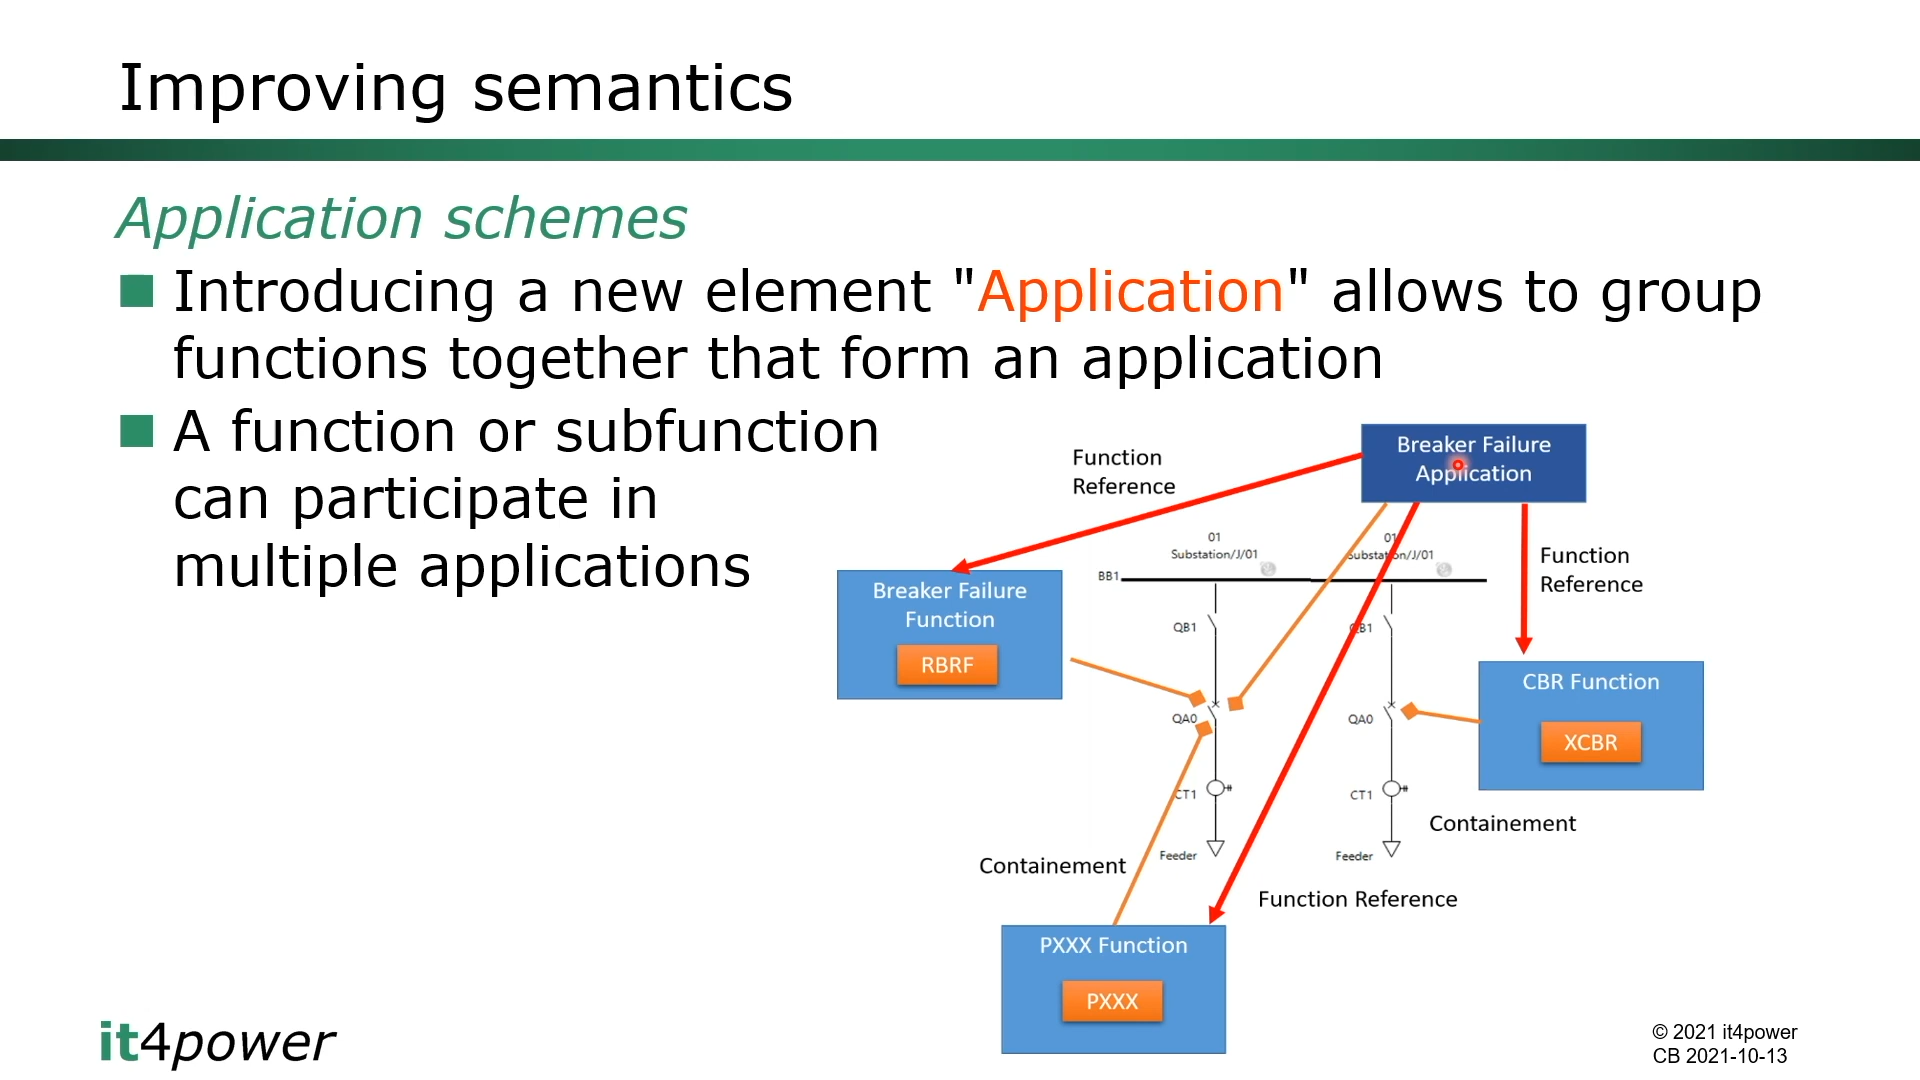 Improving semantics
Application schemes
Introducing a new element "Application" allows to group
functions together that form an application
A function or subfunction
can participate in
multiple applications
Breaker Failure
Application
Function
Reference
01
Substation/J/01
01
Substation/J/01
Function
Reference
BB1
Breaker Failure
Function
RBRF
QB1
QB1
CBR Function
XCBR
QA0
QA0
CT1
CT1
Containement
Feeder
Feeder
Containement
Function Reference
PXXX Function
PXXX
it4power
© 2021 it4power
CB 2021-10-13